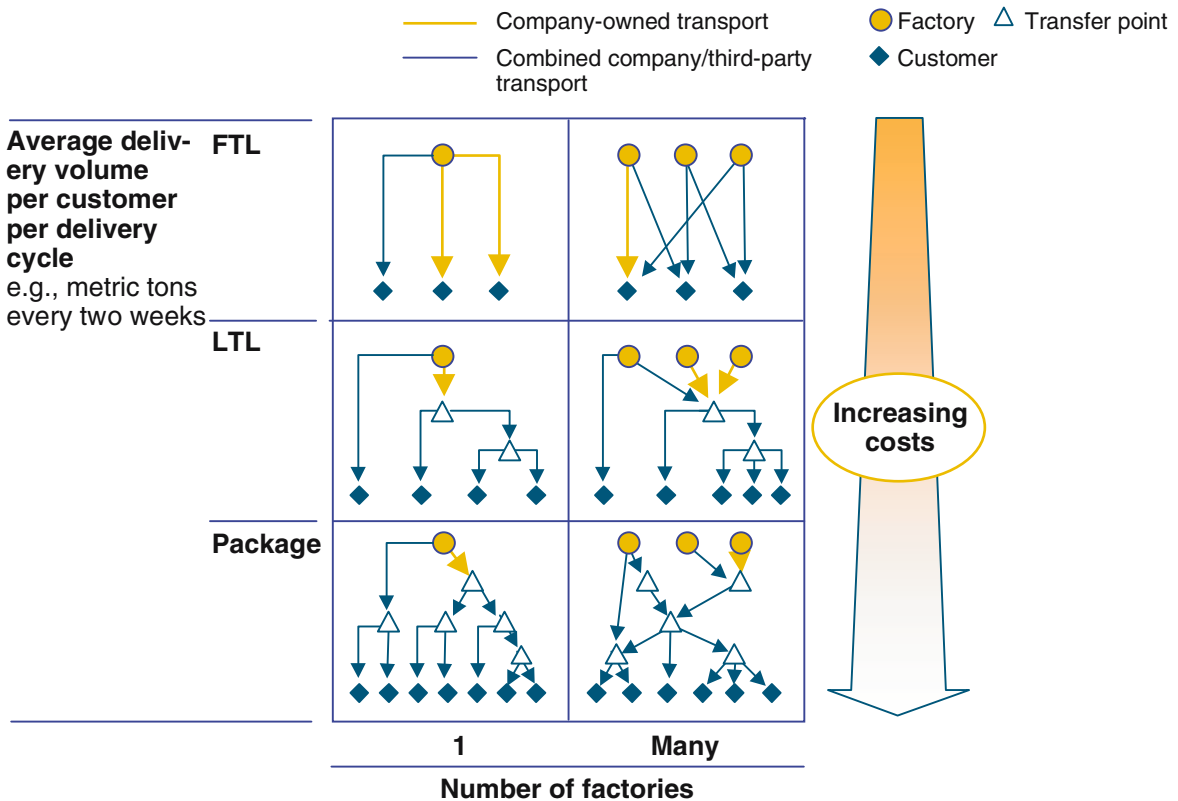 Company-owned transport
Factory
Transfer point
Combined company/third-party
transport
Customer
Average deliv-
ery volume
per customer
per delivery
cycle
e.g., metric tons
every two weeks
FTL
LTL
Package
Increasing
costs
1
Many
Number of factories